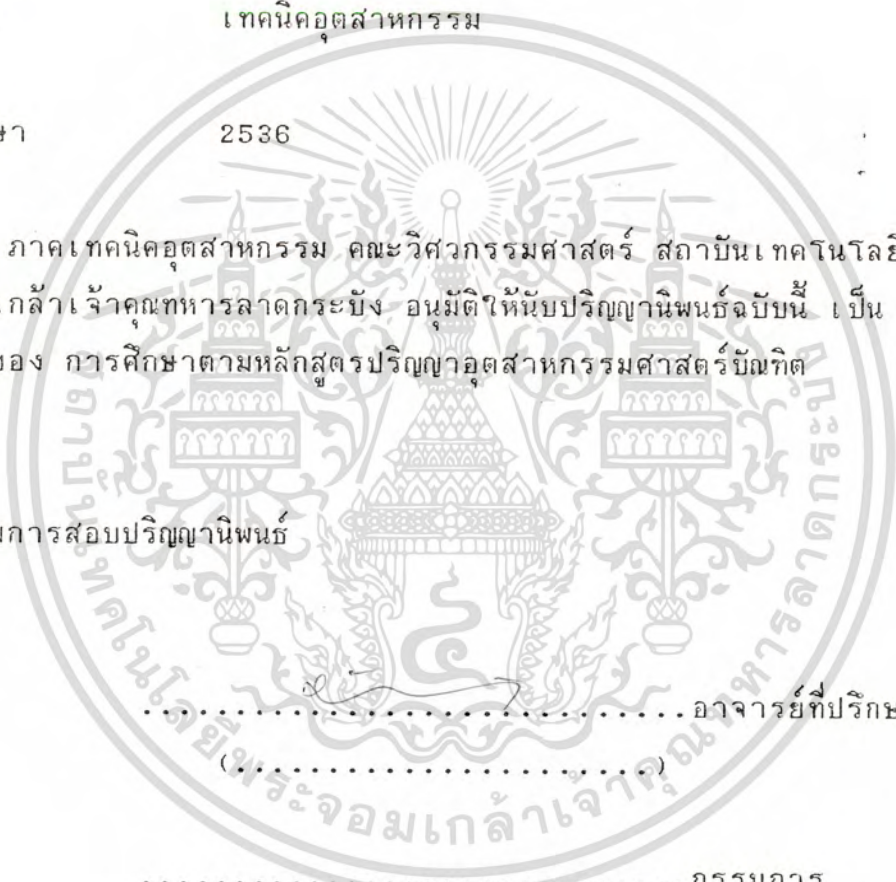 เทคนิคอุตสาหกรรม
ษา 2536
ภาคเทคนิคอุตสาหกรรม คณะวิศวกรรมศาสตร์ สถาบันเทคโนโลยี
เกล้าเจ้าคุณทหารลาดกระบัง อนุมัติให้นับปริญญานิพนธ์ฉบับนี้ เป็น
ของ การศึกษาตามหลักสูตรปริญญาอุตสาหกรรมศาสตร์บัณฑิต
มการสอบปริญญานิพนธ์
.................................อาจารย์ที่ปรึกษ
(.........................)
.................................กรรมการ
สถาบันเทคโนโลยีพระจอมเกล้าเจ้าคุณทหารลาดกระบัง